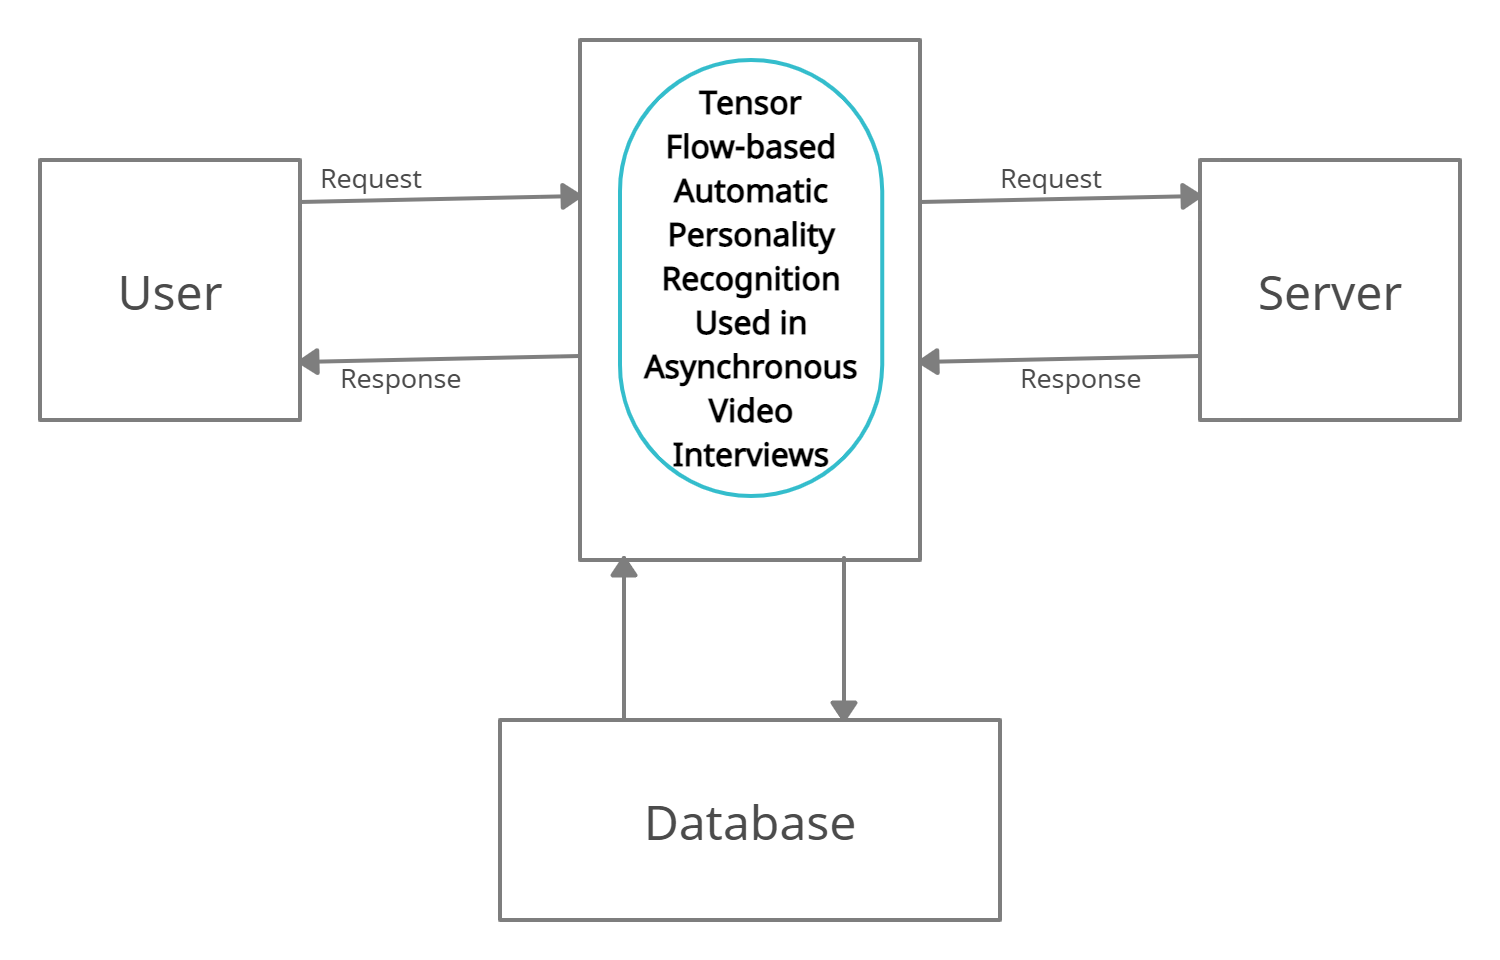 Tensor
Flow-based
Automatic
Personality
Recognition
Used in
Asynchronous
Video
Interviews
Request
Request
User
Server
Response
Response
Database